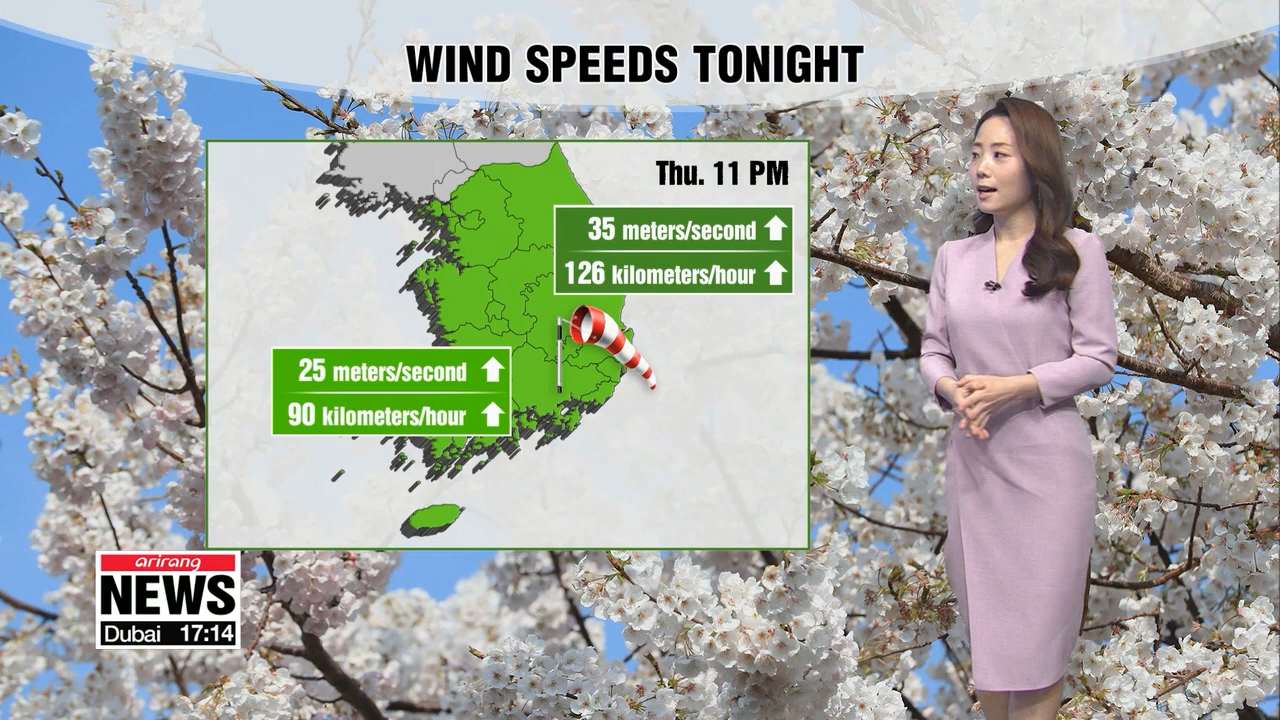 WIND SPEEDS TONIGHT
Thu. 11 PM
35 meters/second
126 kilometers/hour
25 meters/second
90 kilometers/hour
arirang
NEWS
Dubai 17:14